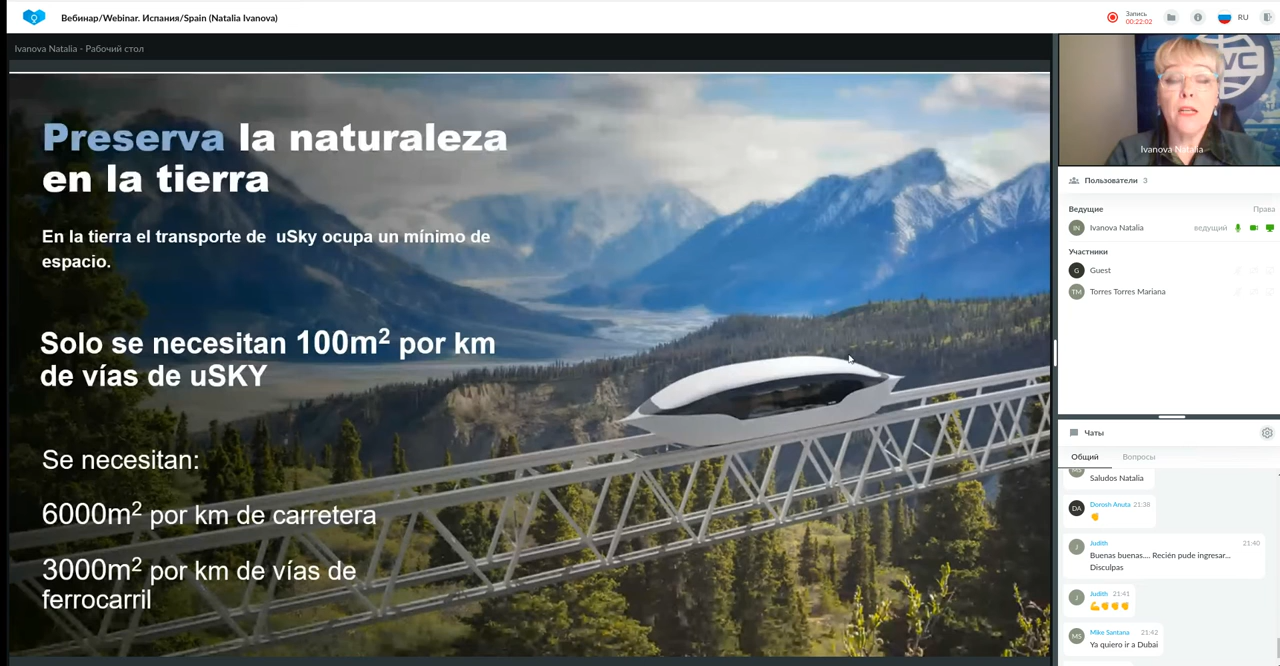 Вебинар/Webinar. Испания/Spain (Natalia Ivanova)
Запись
00:22:02
RU
Ivanova Natalia - Рабочий стол
Preserva la naturaleza
en la tierra
En la tierra el transporte de uSky ocupa un mínimo de
espacio.
Solo se necesitan 100m² por km
de vías de uSKY
Se necesitan:
6000m² por km de carretera
3000m² por km de vías de
ferrocarril
Ivanova Natalia
Пользователи 3
Ведущие Права
IN Ivanova Natalia ведущий
Участники
G Guest
TM Torres Torres Mariana
Чаты
Общий Вопросы
MS
Saludos Natalia
DA Dorosh Anuta 21:38
✊
J Judith 21:40
Buenas buenas.... Recién pude ingresar...
Disculpas
J Judith 21:41
💪✊✊✊
MS Mike Santana 21:42
Ya quiero ir a Dubai